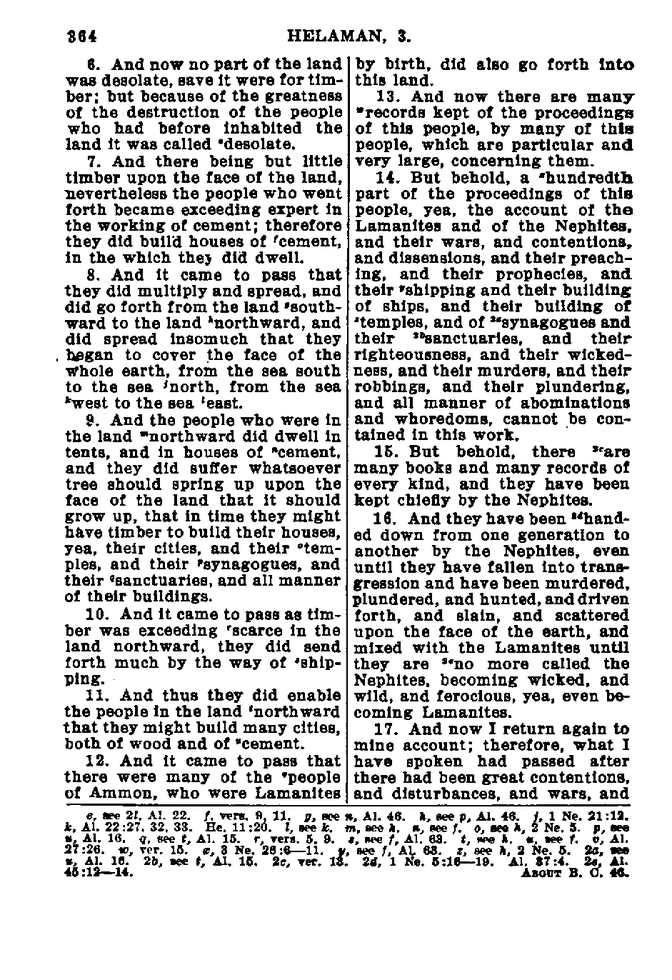 364
HELAMAN, 3.
6. And now no part of the land
was desolate, save it were for tim-
ber; but because of the greatness
of the destruction of the people
who had before inhabited the
land it was called ᵉdesolate.
7. And there being but little
timber upon the face of the land,
nevertheless the people who went
forth became exceeding expert in
the working of cement; therefore
they did build houses of ᶠcement,
in the which they did dwell.
8. And it came to pass that
they did multiply and spread, and
did go forth from the land ᵍsouth-
ward to the land ʰnorthward, and
did spread insomuch that they
began to cover the face of the
whole earth, from the sea south
to the sea ʲnorth, from the sea
ᵏwest to the sea ˡeast.
9. And the people who were in
the land ᵐnorthward did dwell in
tents, and in houses of ⁿcement,
and they did suffer whatsoever
tree should spring up upon the
face of the land that it should
grow up, that in time they might
have timber to build their houses,
yea, their cities, and their ᵒtem-
ples, and their ᵖsynagogues, and
their qsanctuaries, and all manner
of their buildings.
10. And it came to pass as tim-
ber was exceeding ʳscarce in the
land northward, they did send
forth much by the way of ˢship-
ping.
11. And thus they did enable
the people in the land ᵗnorthward
that they might build many cities,
both of wood and of ᵘcement.
12. And it came to pass that
there were many of the ᵛpeople
of Ammon, who were Lamanites
by birth, did also go forth into
this land.
13. And now there are many
ʷrecords kept of the proceedings
of this people, by many of this
people, which are particular and
very large, concerning them.
14. But behold, a ˣhundredth
part of the proceedings of this
people, yea, the account of the
Lamanites and of the Nephites,
and their wars, and contentions,
and dissensions, and their preach-
ing, and their prophecies, and
their ʸshipping and their building
of ships, and their building of
ᶻtemples, and of ²ᵃsynagogues and
their ²ᵇsanctuaries, and their
righteousness, and their wicked-
ness, and their murders, and their
robbings, and their plundering,
and all manner of abominations
and whoredoms, cannot be con-
tained in this work.
15. But behold, there ²ᶜare
many books and many records of
every kind, and they have been
kept chiefly by the Nephites.
16. And they have been ²ᵈhand-
ed down from one generation to
another by the Nephites, even
until they have fallen into trans-
gression and have been murdered,
plundered, and hunted, and driven
forth, and slain, and scattered
upon the face of the earth, and
mixed with the Lamanites until
they are ²ᵉno more called the
Nephites, becoming wicked, and
wild, and ferocious, yea, even be-
coming Lamanites.
17. And now I return again to
mine account; therefore, what I
have spoken had passed after
there had been great contentions,
and disturbances, and wars, and
e, see 2l, Al. 22. f, vers. 9, 11. g, see n, Al. 46. h, see p, Al. 46. j, 1 Ne. 21:12.
k, Al. 22:27, 32, 33. He. 11:20. l, see k. m, see h. n, see f. o, see h, 2 Ne. 5. p, see
n, Al. 16. q, see t, Al. 15. r, vers. 5, 9. s, see f, Al. 63. t, see h. u, see f. v, Al.
27:26. w, ver. 15. x, 3 Ne. 26:6—11. y, see f, Al. 63. z, see h, 2 Ne. 5. 2a, see
n, Al. 16. 2b, see t, Al. 15. 2c, ver. 13. 2d, 1 Ne. 5:16—19. Al. 37:4. 2e, Al.
45:12—14.
ABOUT B. C. 46.